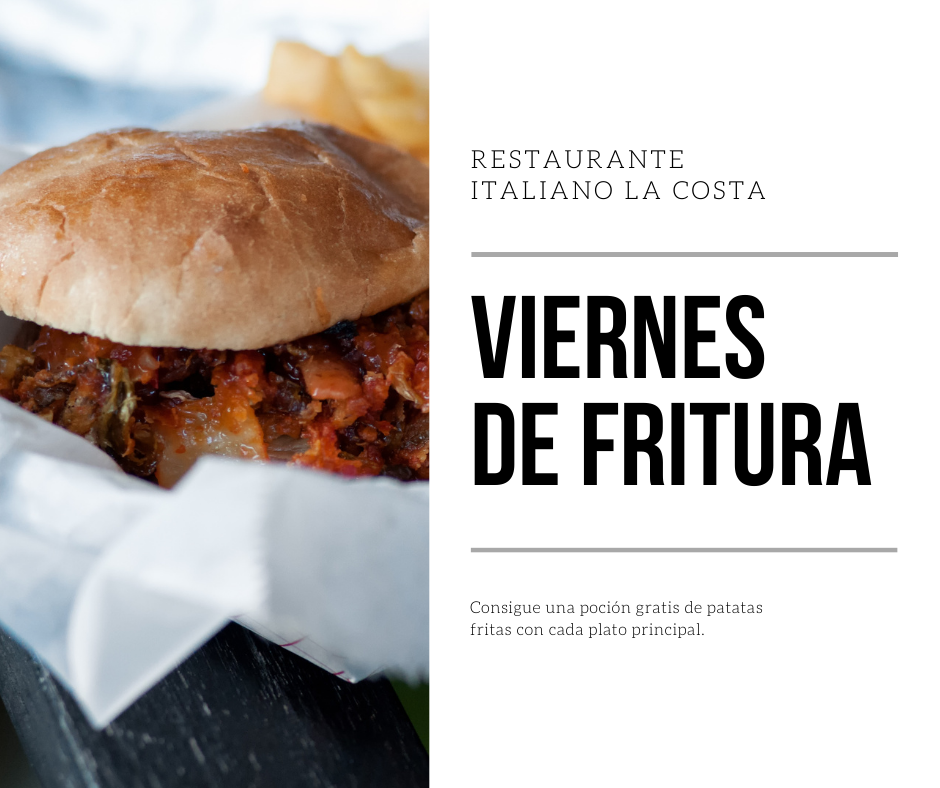 RESTAURANTE
ITALIANO LA COSTA
VIERNES
DE FRITURA
Consigue una poción gratis de patatas
fritas con cada plato principal.